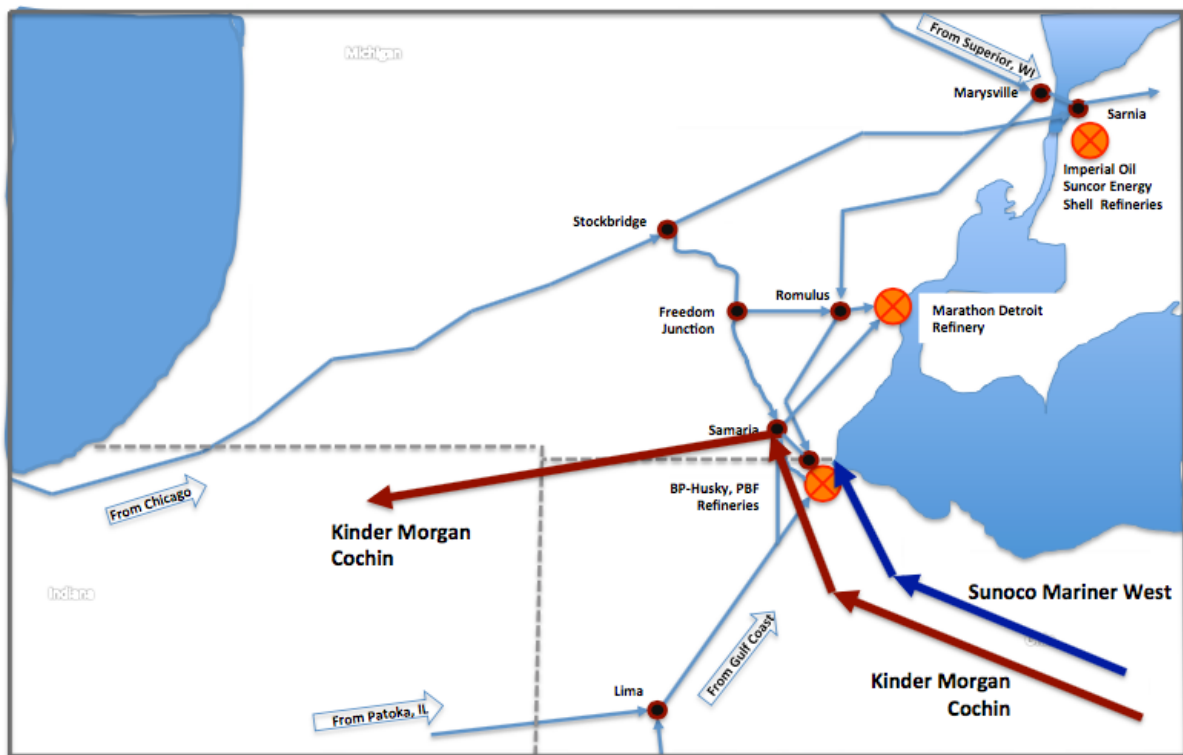 Michigan
From Superior, WI
Marysville
Sarnia
Imperial Oil
Suncor Energy
Shell Refineries
Stockbridge
Romulus
Freedom
Junction
Marathon Detroit
Refinery
Samaria
From Chicago
BP-Husky, PBF
Refineries
Kinder Morgan
Cochin
Indiana
Sunoco Mariner West
From Gulf Coast
Kinder Morgan
Cochin
Lima
From Patoka, IL